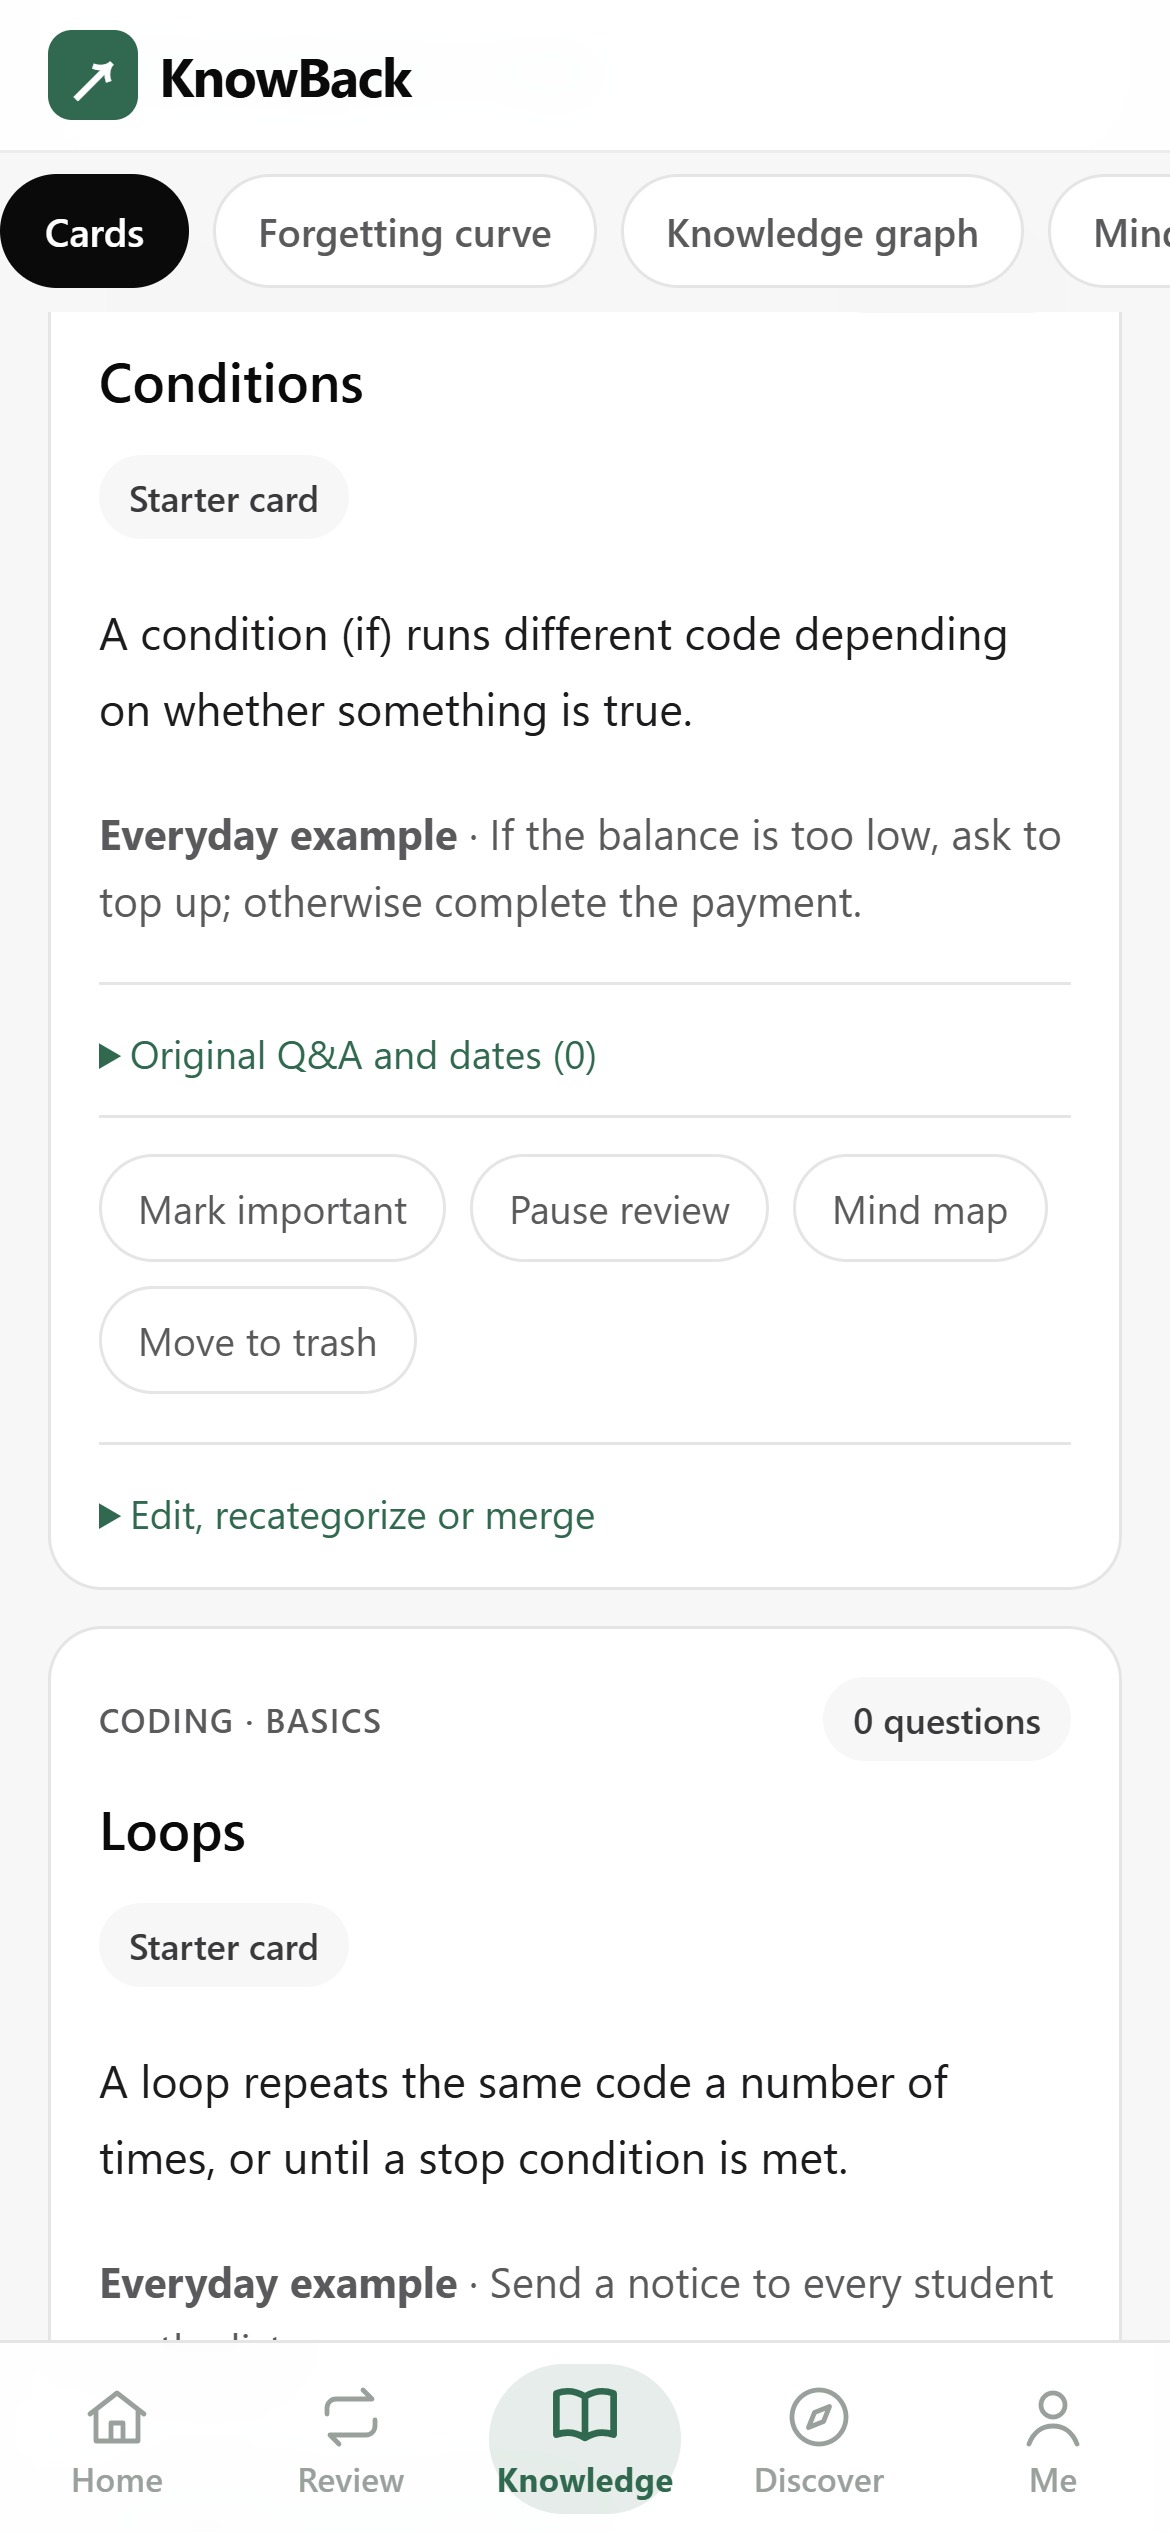 KnowBack
Cards
Forgetting curve
Knowledge graph
Conditions
Starter card
A condition (if) runs different code depending
on whether something is true.
Everyday example · If the balance is too low, ask to
top up; otherwise complete the payment.
▶ Original Q&A and dates (0)
Mark important
Pause review
Mind map
Move to trash
▶ Edit, recategorize or merge
CODING · BASICS
0 questions
Loops
Starter card
A loop repeats the same code a number of
times, or until a stop condition is met.
Everyday example · Send a notice to every student
Home
Review
Knowledge
Discover
Me